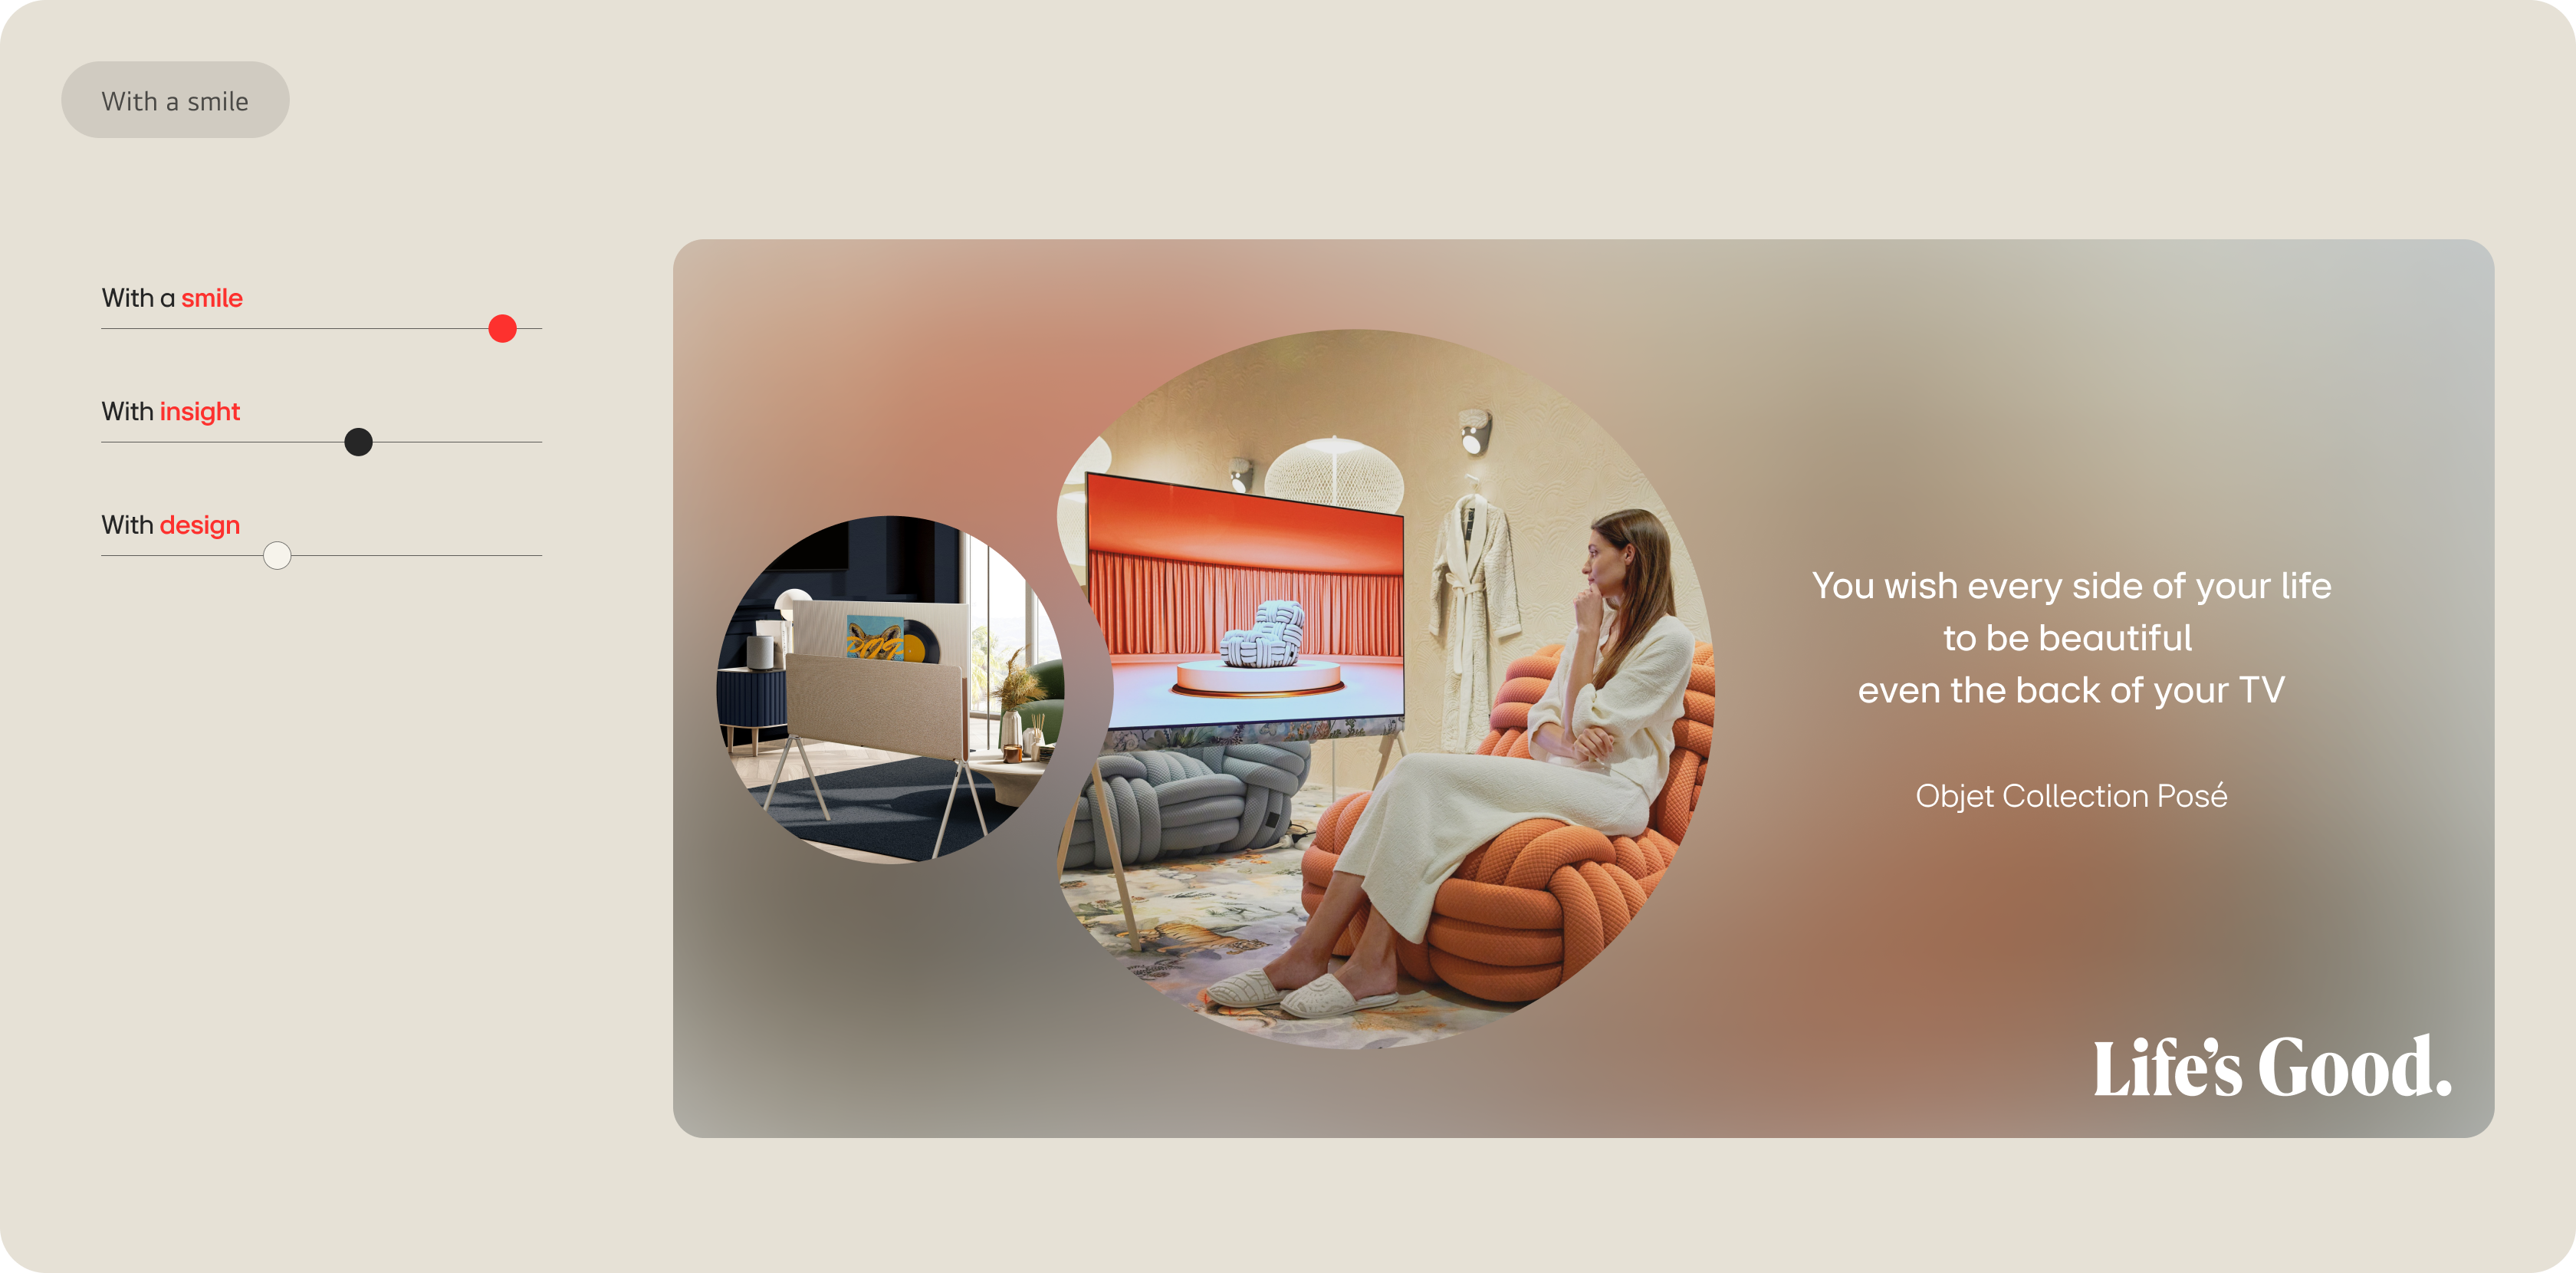 With a smile
With a smile
With insight
With design
You wish every side of your life
to be beautiful
even the back of your TV
Objet Collection Posé
Life's Good.